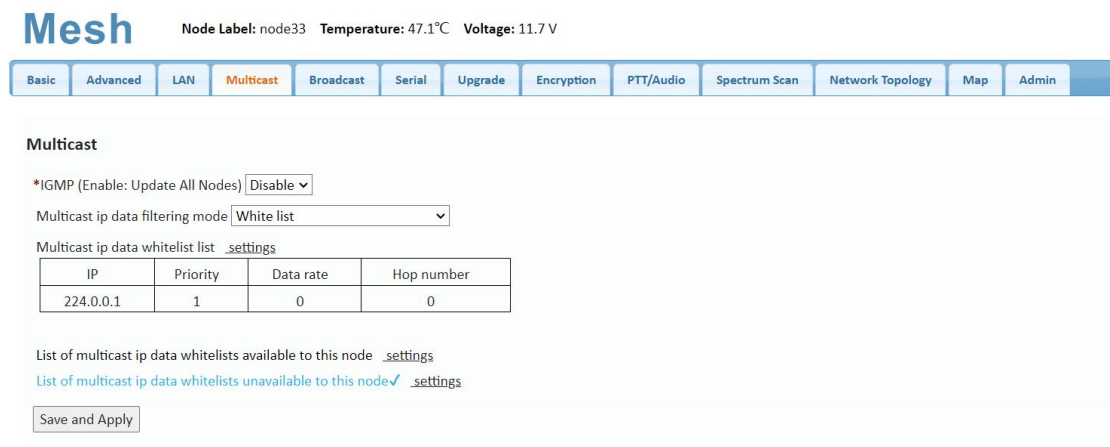 Mesh Node Label: node33 Temperature: 47.1℃ Voltage: 11.7 V
Basic Advanced LAN Multicast Broadcast Serial Upgrade Encryption PTT/Audio Spectrum Scan Network Topology Map Admin
Multicast
*IGMP (Enable: Update All Nodes) Disable
Multicast ip data filtering mode White list
Multicast ip data whitelist list settings
IP Priority Data rate Hop number
224.0.0.1 1 0 0
List of multicast ip data whitelists available to this node settings
List of multicast ip data whitelists unavailable to this node✓ settings
Save and Apply